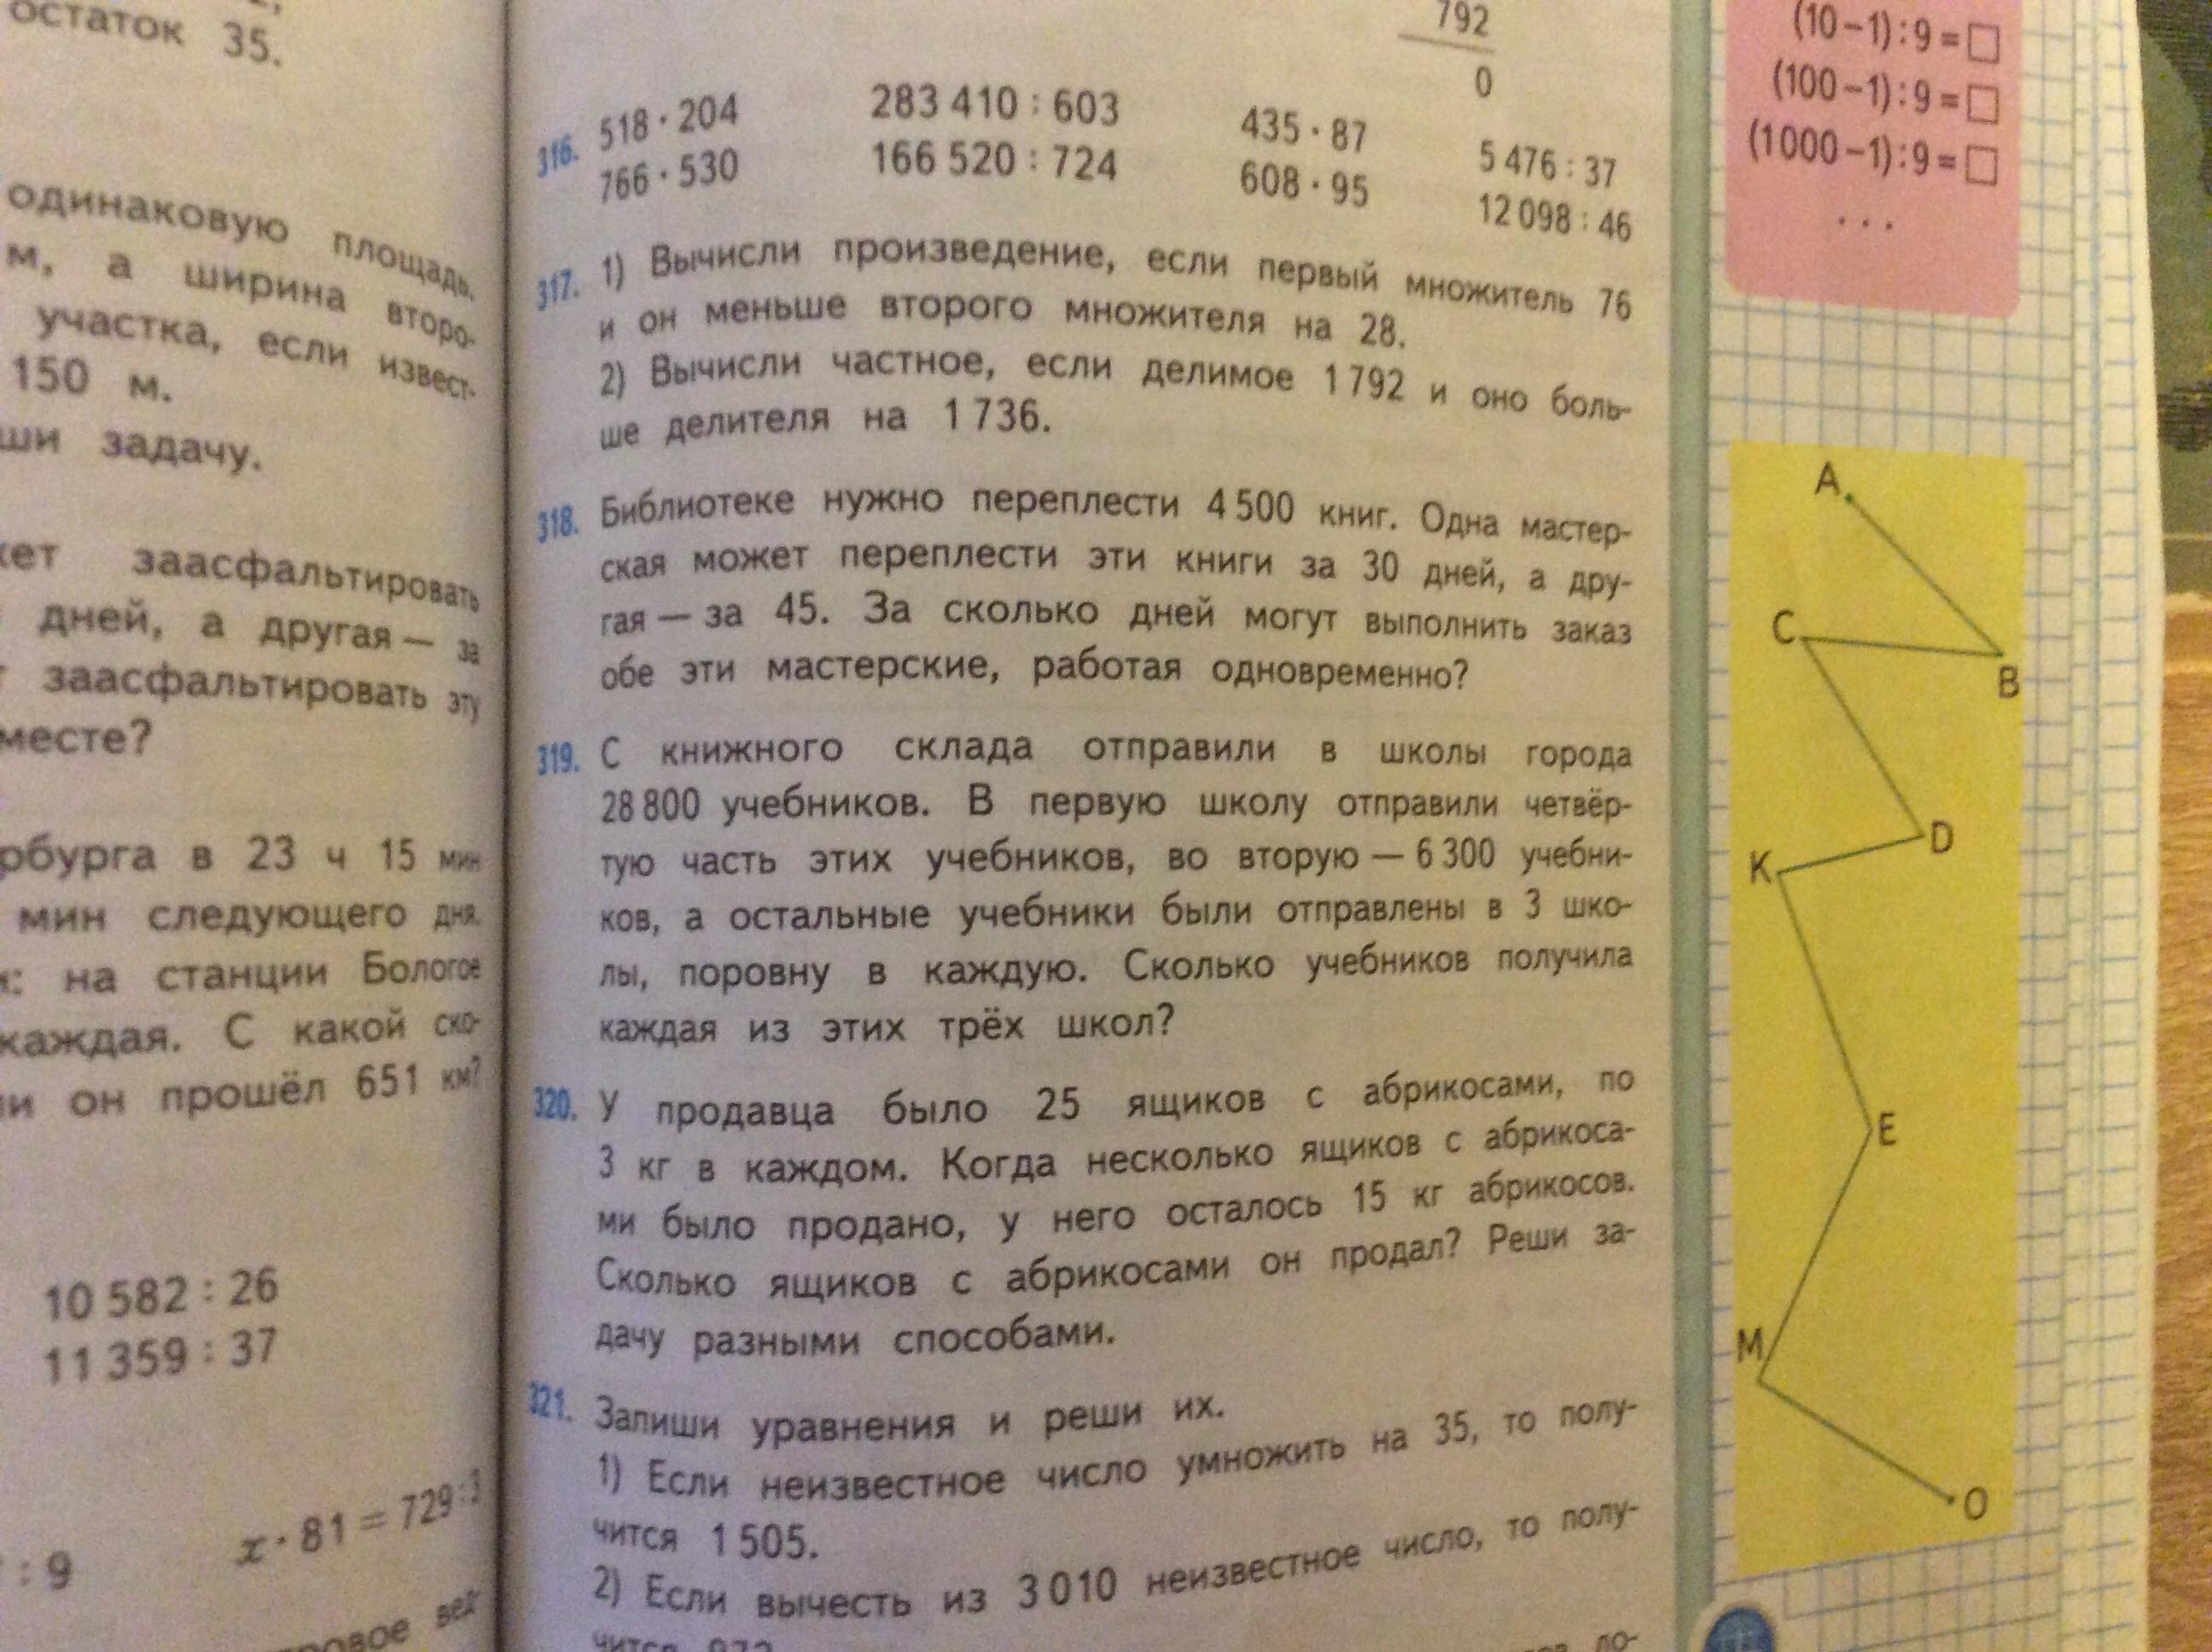 остаток 35.
одинаковую площадь.
м, а ширина второ-
участка, если извест-
150 м.
задачу.
заасфальтировать
дней, а другая — за
заасфальтировать эту
в 23 ч 15 мин
мин следующего дня.
на станции Бологое
каждая. С какой ско-
он прошёл 651 км?
10 582 : 26
11 359 : 37
x · 81 = 729 : 3
: 9
792
0
316. 518 · 204 283 410 : 603 435 · 87 5 476 : 37
766 · 530 166 520 : 724 608 · 95 12 098 : 46
317. 1) Вычисли произведение, если первый множитель 76
и он меньше второго множителя на 28.
2) Вычисли частное, если делимое 1 792 и оно боль-
ше делителя на 1 736.
318. Библиотеке нужно переплести 4 500 книг. Одна мастер-
ская может переплести эти книги за 30 дней, а дру-
гая — за 45. За сколько дней могут выполнить заказ
обе эти мастерские, работая одновременно?
319. С книжного склада отправили в школы города
28 800 учебников. В первую школу отправили четвёр-
тую часть этих учебников, во вторую — 6 300 учебни-
ков, а остальные учебники были отправлены в 3 шко-
лы, поровну в каждую. Сколько учебников получила
каждая из этих трёх школ?
320. У продавца было 25 ящиков с абрикосами, по
3 кг в каждом. Когда несколько ящиков с абрикоса-
ми было продано, у него осталось 15 кг абрикосов.
Сколько ящиков с абрикосами он продал? Реши за-
дачу разными способами.
321. Запиши уравнения и реши их.
1) Если неизвестное число умножить на 35, то полу-
чится 1 505.
2) Если вычесть из 3 010 неизвестное число, то полу-
чится
(10 − 1) : 9 = □
(100 − 1) : 9 = □
(1 000 − 1) : 9 = □
...
A
C
B
D
K
E
M
O